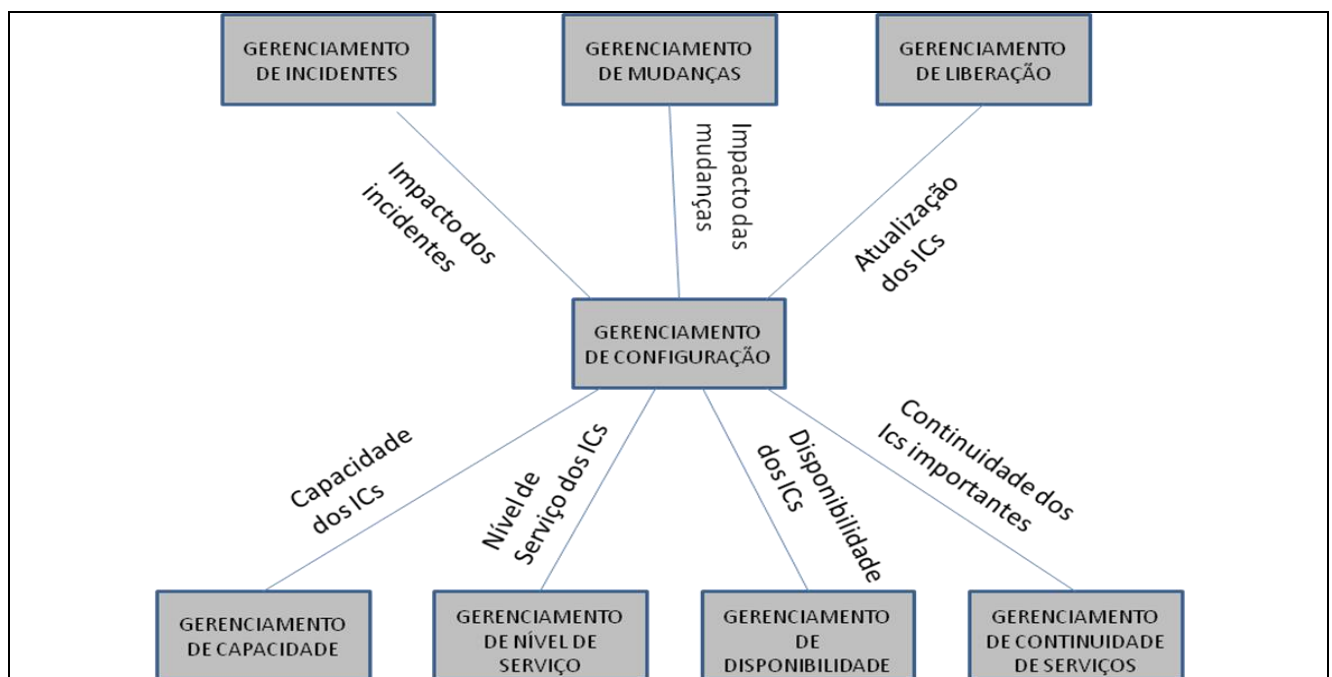 GERENCIAMENTO
DE INCIDENTES
GERENCIAMENTO
DE MUDANÇAS
GERENCIAMENTO
DE LIBERAÇÃO
Impacto dos
incidentes
Impacto das
mudanças
Atualização
dos ICs
GERENCIAMENTO
DE CONFIGURAÇÃO
Capacidade
dos ICs
Nível de
Serviço dos ICs
Disponibilidade
dos ICs
Continuidade dos
Ics importantes
GERENCIAMENTO
DE CAPACIDADE
GERENCIAMENTO
DE NÍVEL DE
SERVIÇO
GERENCIAMENTO
DE
DISPONIBILIDADE
GERENCIAMENTO
DE CONTINUIDADE
DE SERVIÇOS